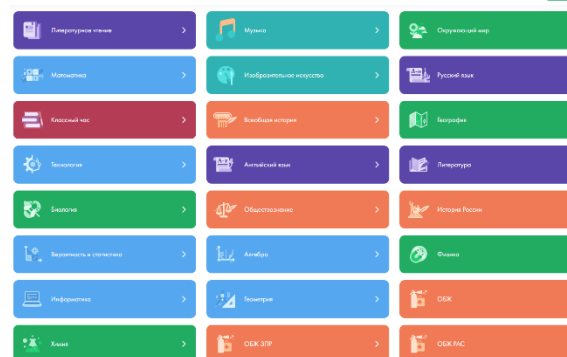 Литературное чтение
Музыка
Окружающий мир
Математика
Изобразительное искусство
Русский язык
Классный час
Всеобщая история
География
Технология
Английский язык
Литература
Биология
Обществознание
История России
Вероятность и статистика
Алгебра
Физика
Информатика
Геометрия
ОБЖ
Химия
ОБЖ ЗПР
ОБЖ РАС